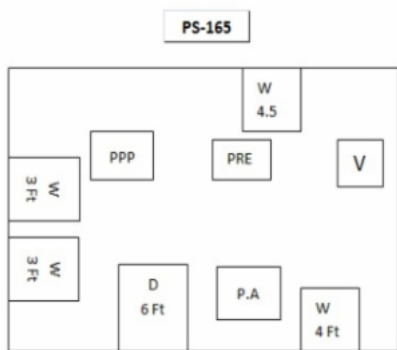 PS-165
W
4.5
PPP
PRE
V
W
3 Ft
W
3 Ft
D
6 Ft
P.A
W
4 Ft